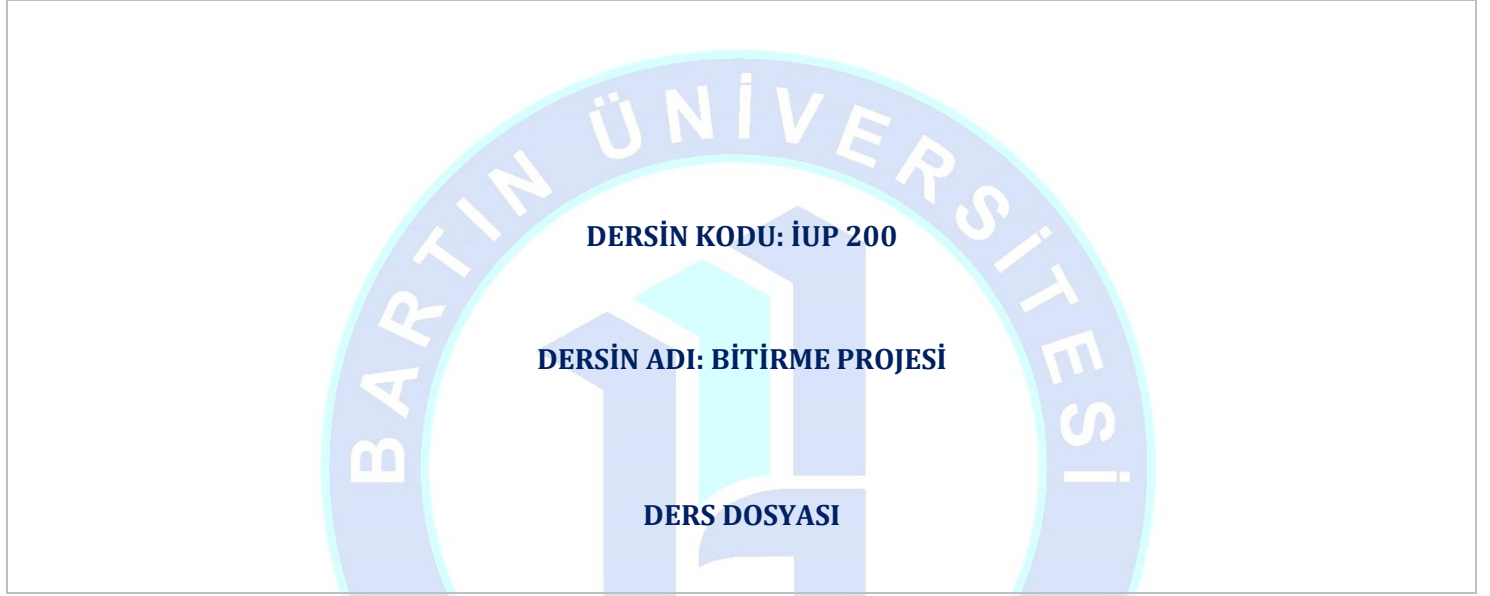 BARTIN ÜNİVERSİTESİ
DERSİN KODU: İUP 200
DERSİN ADI: BİTİRME PROJESİ
DERS DOSYASI